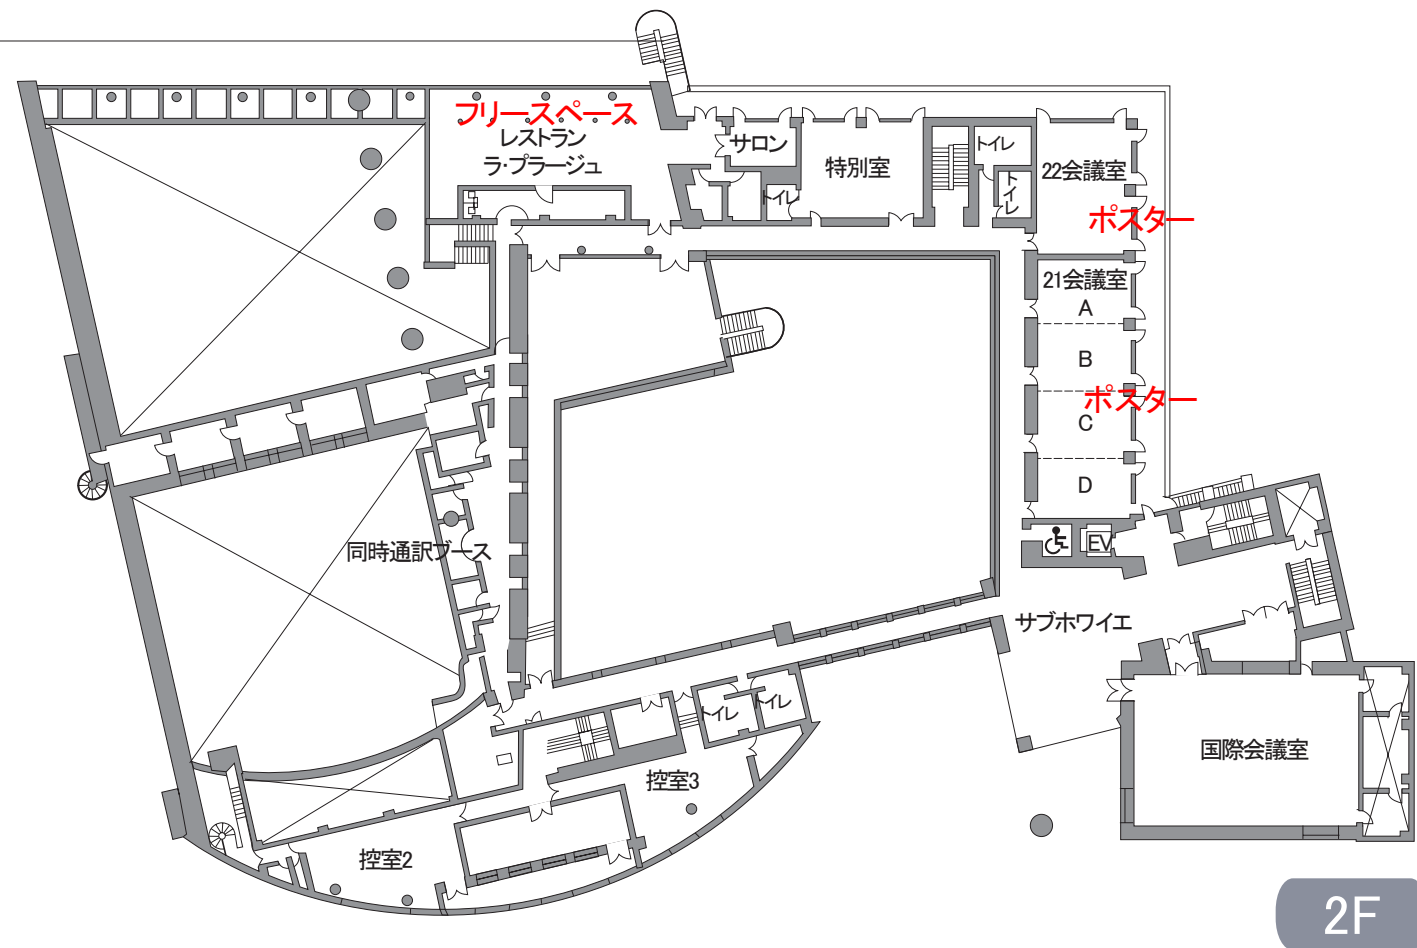 フリースペース
レストラン
ラ・プラージュ
サロン
特別室
トイレ
トイレ
トイレ
22会議室
ポスター
21会議室
A
B
ポスター
C
D
EV
同時通訳ブース
サブホワイエ
トイレ
トイレ
国際会議室
控室3
控室2
2F